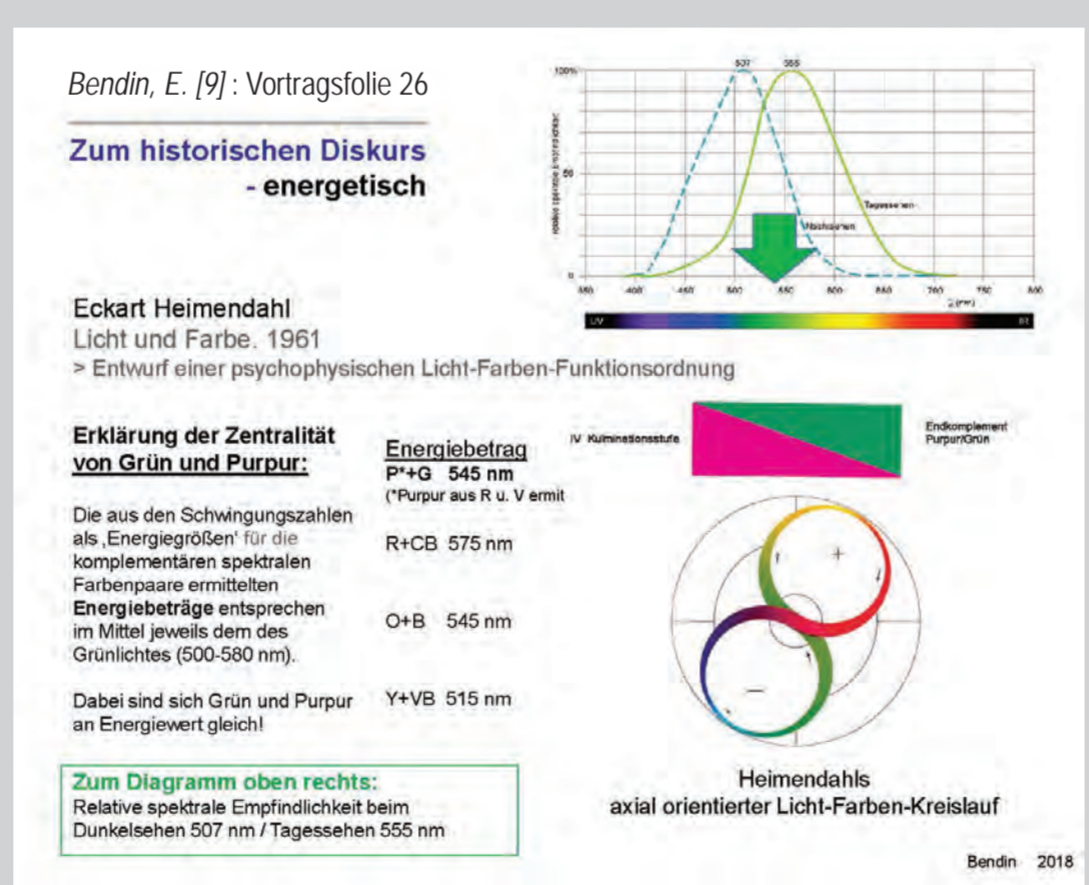 Bendin, E. [9] : Vortragsfolie 26
Zum historischen Diskurs
- energetisch
507 555
100%
50
0
relative spektrale Empfindlichkeit
Tagessehen
Nachtsehen
350 400 450 500 550 600 650 700 750 800
λ (nm)
UV IR
Eckart Heimendahl
Licht und Farbe. 1961
> Entwurf einer psychophysischen Licht-Farben-Funktionsordnung
Erklärung der Zentralität
von Grün und Purpur:
Die aus den Schwingungszahlen
als ‚Energiegrößen' für die
komplementären spektralen
Farbenpaare ermittelten
Energiebeträge entsprechen
im Mittel jeweils dem des
Grünlichtes (500-580 nm).
Dabei sind sich Grün und Purpur
an Energiewert gleich!
Energiebetrag
P*+G 545 nm
(*Purpur aus R u. V ermit
R+CB 575 nm
O+B 545 nm
Y+VB 515 nm
IV Kulminationsstufe
Endkomplement
Purpur/Grün
+
−
Heimendahls
axial orientierter Licht-Farben-Kreislauf
Zum Diagramm oben rechts:
Relative spektrale Empfindlichkeit beim
Dunkelsehen 507 nm / Tagessehen 555 nm
Bendin 2018